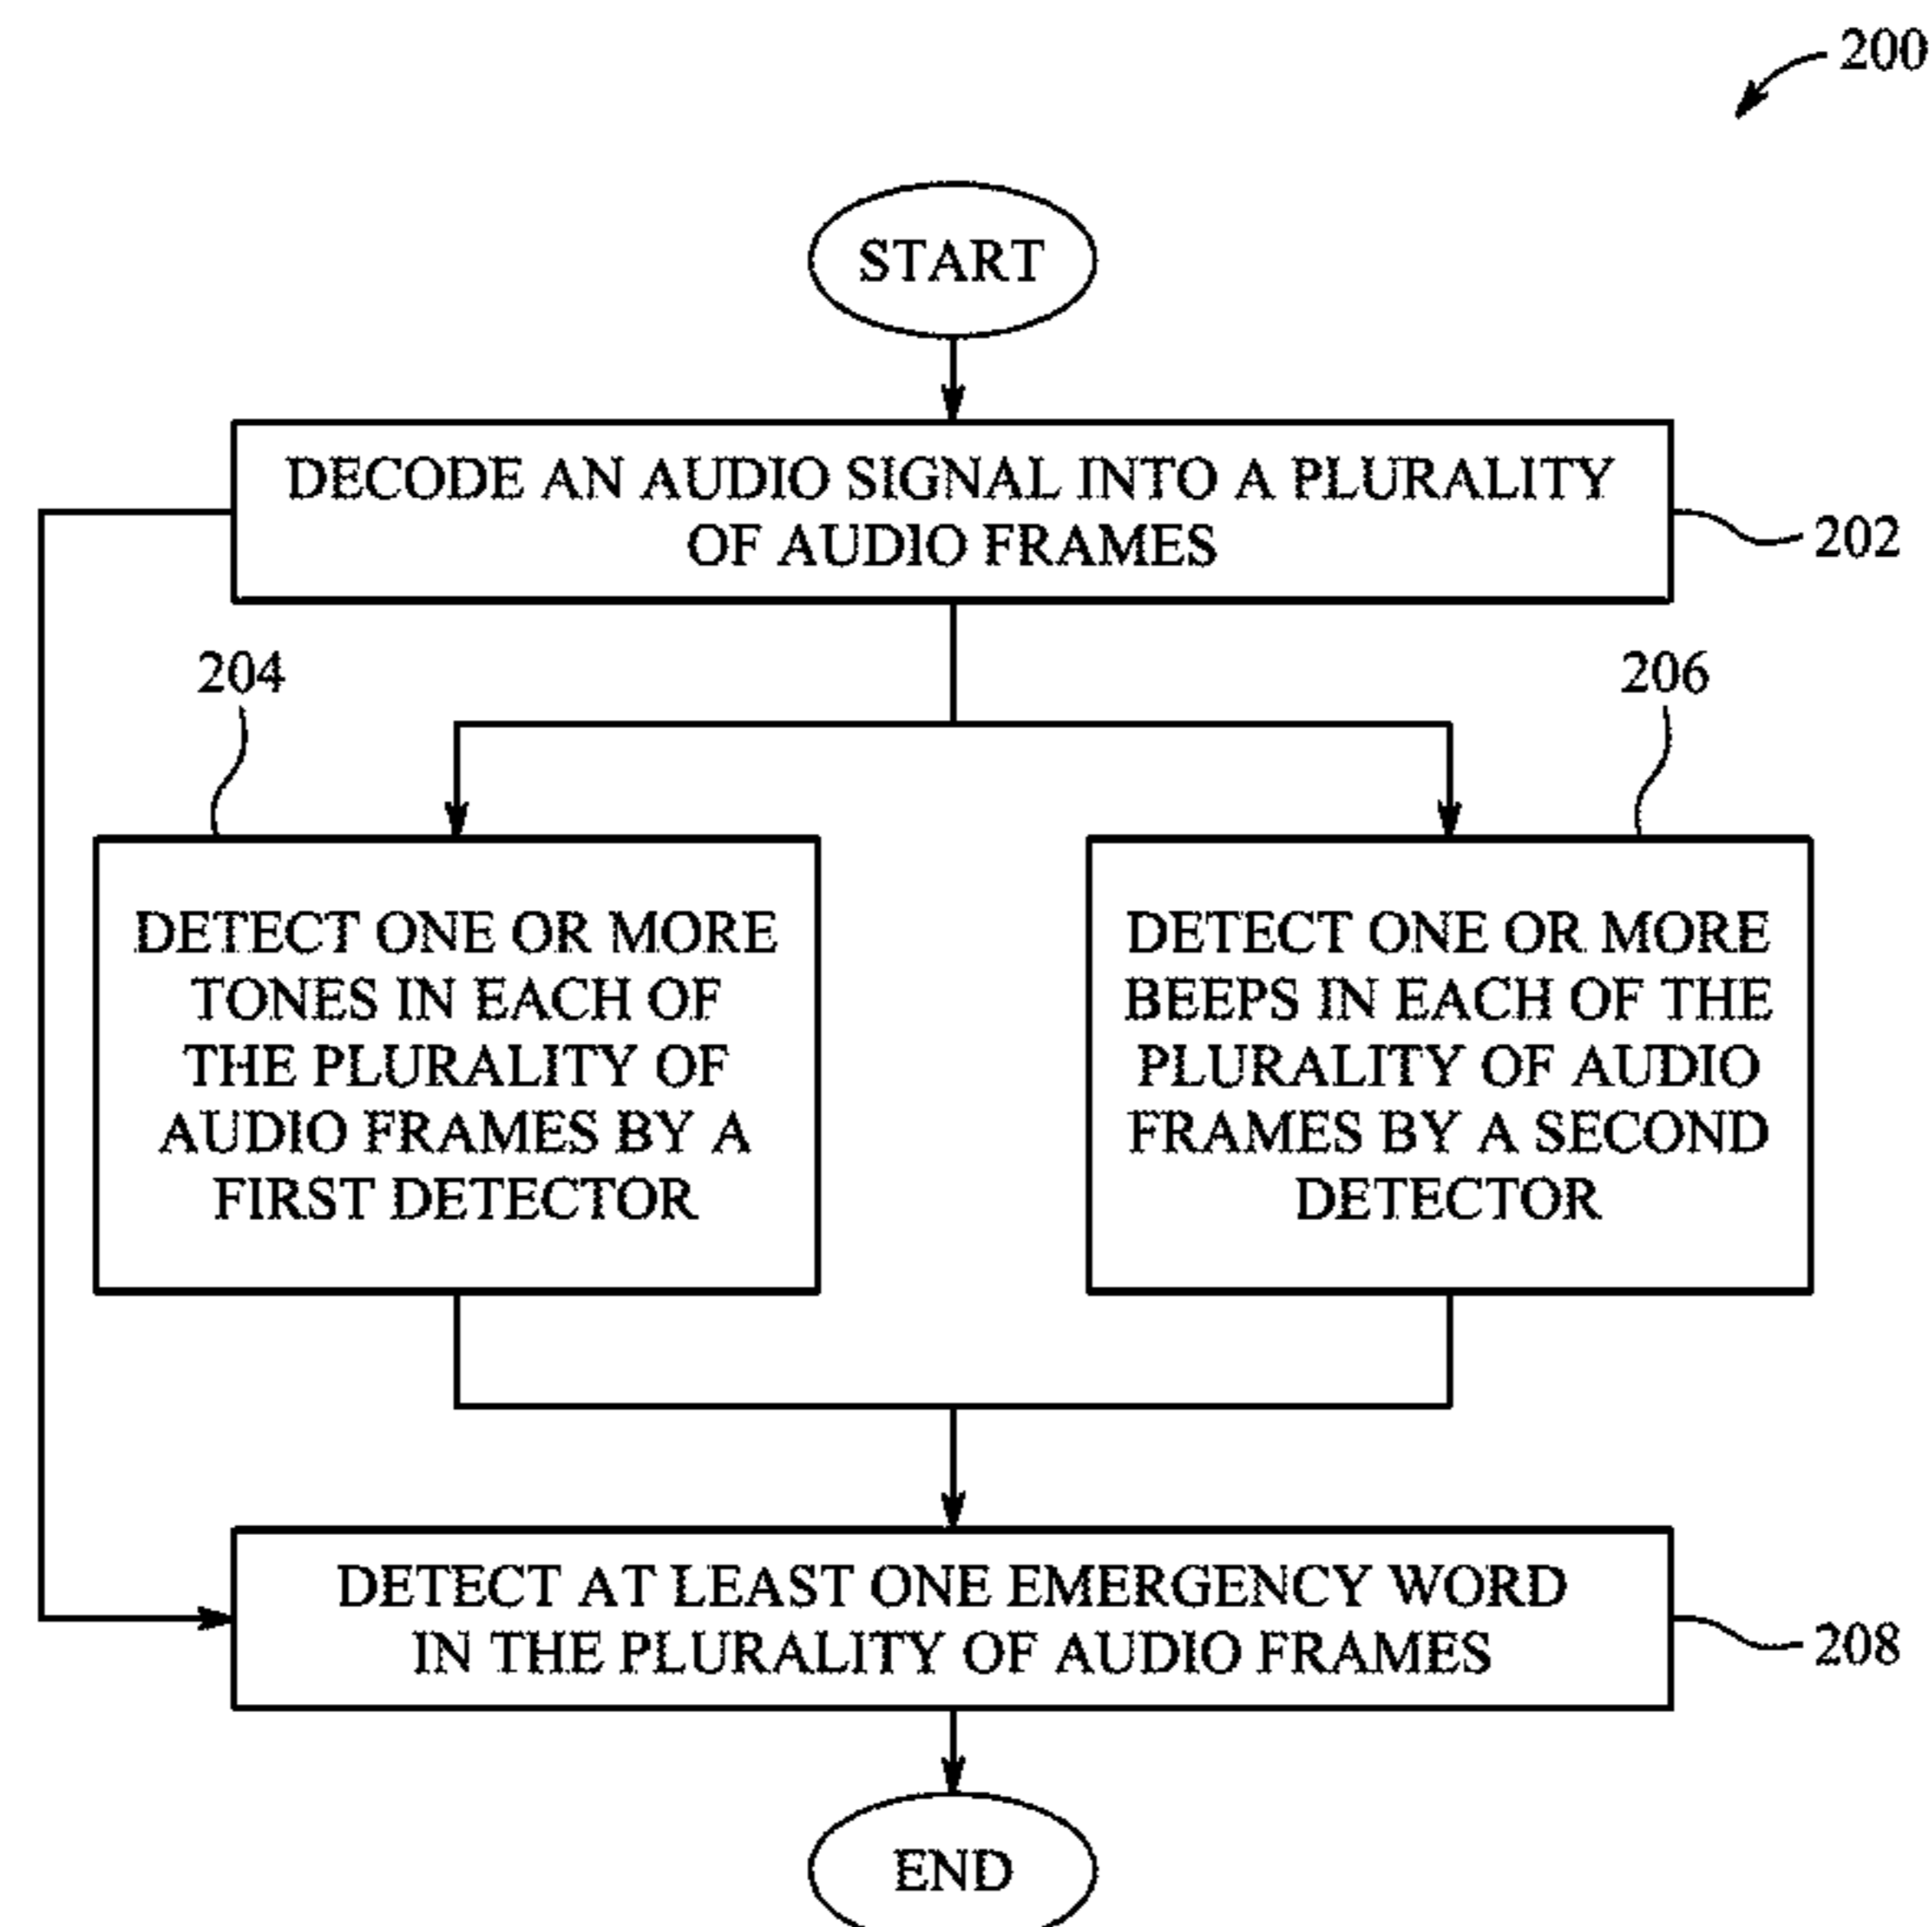 200
START
DECODE AN AUDIO SIGNAL INTO A PLURALITY
OF AUDIO FRAMES
202
204
206
DETECT ONE OR MORE
TONES IN EACH OF
THE PLURALITY OF
AUDIO FRAMES BY A
FIRST DETECTOR
DETECT ONE OR MORE
BEEPS IN EACH OF THE
PLURALITY OF AUDIO
FRAMES BY A SECOND
DETECTOR
DETECT AT LEAST ONE EMERGENCY WORD
IN THE PLURALITY OF AUDIO FRAMES
208
END